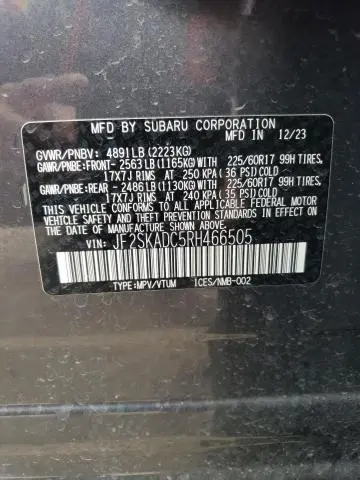 MFD. BY SUBARU CORPORATION
IN JAPAN 12/23
GVWR/PNBV: 4891LB(2223KG)
GAWR/PNBE:FRONT- 2563LB(1165KG)WITH 225/60R17 99H TIRES,
17X7J RIMS AT 250 KPA(36 PSI)COLD
GAWR/PNBE:REAR - 2486LB(1130KG)WITH 225/60R17 99H TIRES,
17X7J RIMS AT 240 KPA(35 PSI)COLD
THIS VEHICLE CONFORMS TO ALL APPLICABLE FEDERAL MOTOR
VEHICLE SAFETY AND BUMPER STANDARDS IN EFFECT ON THE
DATE OF MANUFACTURE SHOWN ABOVE.
VIN: JF2SKADC5RH466505
TYPE:MPV/VTUM ICES/NMB-002